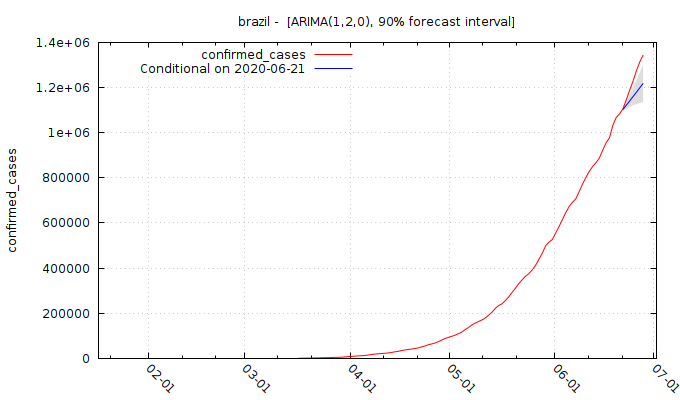 brazil -  [ARIMA(1,2,0), 90% forecast interval]
confirmed_cases
Conditional on 2020-06-21
confirmed_cases
1.4e+06
1.2e+06
1e+06
800000
600000
400000
200000
0
02-01
03-01
04-01
05-01
06-01
07-01